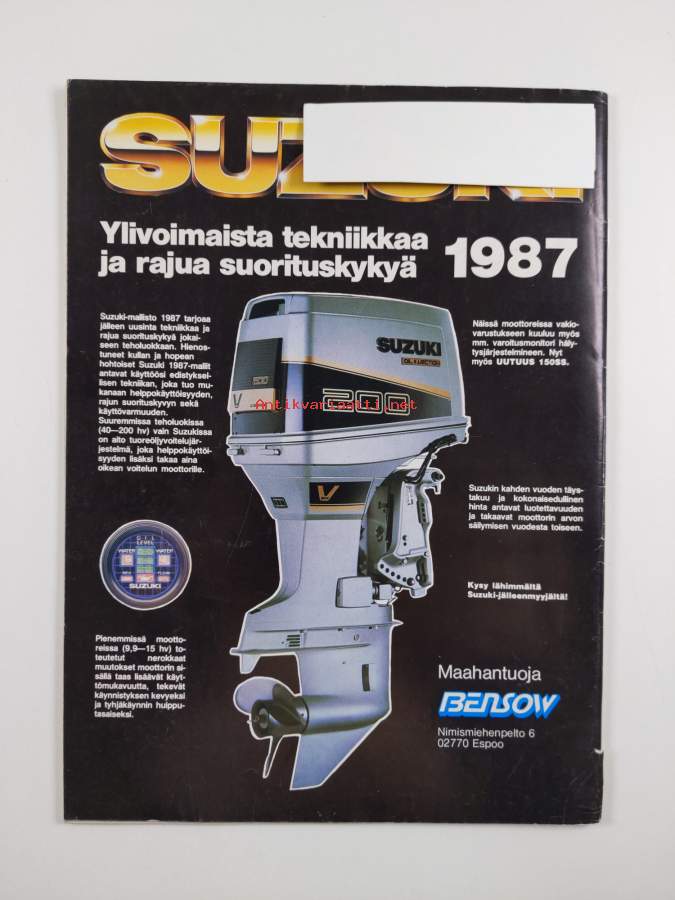 SUZUKI
Ylivoimaista tekniikkaa
ja rajua suorituskykyä
1987
Suzuki-mallisto 1987 tarjoaa
jälleen uusinta tekniikkaa ja
rajua suorituskykyä jokai-
seen teholuokkaan. Hienos-
tuneet kullan ja hopean
hohtoiset Suzuki 1987-mallit
antavat käyttöösi edistyksel-
lisen tekniikan, joka tuo mu-
kanaan helppokäyttöisyyden,
rajun suorituskyvyn sekä
käyttövarmuuden.
Suuremmissa teholuokissa
(40—200 hv) vain Suzukissa
on aito tuoreöljyvoitelujär-
jestelmä, joka helppokäyttöi-
syyden lisäksi takaa aina
oikean voitelun moottorille.
Näissä moottoreissa vakio-
varustukseen kuuluu myös
mm. varoitusmonitori häly-
tysjärjestelmineen. Nyt
myös UUTUUS 150SS.
SUZUKI
OIL INJECTION
200
V
V
Antikvariaatti.net
Suzukin kahden vuoden täys-
takuu ja kokonaisedullinen
hinta antavat luotettavuuden
ja takaavat moottorin arvon
säilymisen vuodesta toiseen.
OIL
LEVEL
WATER
SUZUKI
Kysy lähimmältä
Suzuki-jälleenmyyjältä!
Pienemmissä mootto-
reissa (9,9—15 hv) to-
teutetut nerokkaat
muutokset moottorin si-
sällä taas lisäävät käyt-
tömukavuutta, tekevät
käynnistyksen kevyeksi
ja tyhjäkäynnin huippu-
tasaiseksi.
Maahantuoja
BENSOW
Nimismiehenpelto 6
02770 Espoo